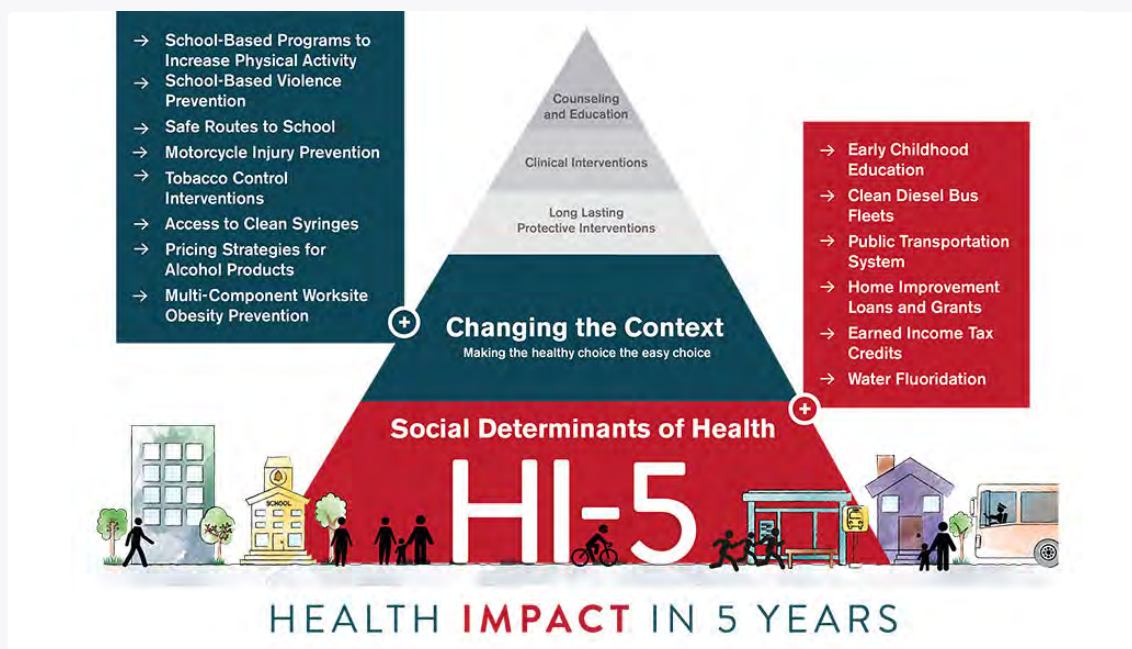 → School-Based Programs to
Increase Physical Activity
→ School-Based Violence
Prevention
→ Safe Routes to School
→ Motorcycle Injury Prevention
→ Tobacco Control
Interventions
→ Access to Clean Syringes
→ Pricing Strategies for
Alcohol Products
→ Multi-Component Worksite
Obesity Prevention
Counseling
and Education
Clinical Interventions
Long Lasting
Protective Interventions
Changing the Context
Making the healthy choice the easy choice
→ Early Childhood
Education
→ Clean Diesel Bus
Fleets
→ Public Transportation
System
→ Home Improvement
Loans and Grants
→ Earned Income Tax
Credits
→ Water Fluoridation
Social Determinants of Health
HI-5
SCHOOL
HEALTH IMPACT IN 5 YEARS